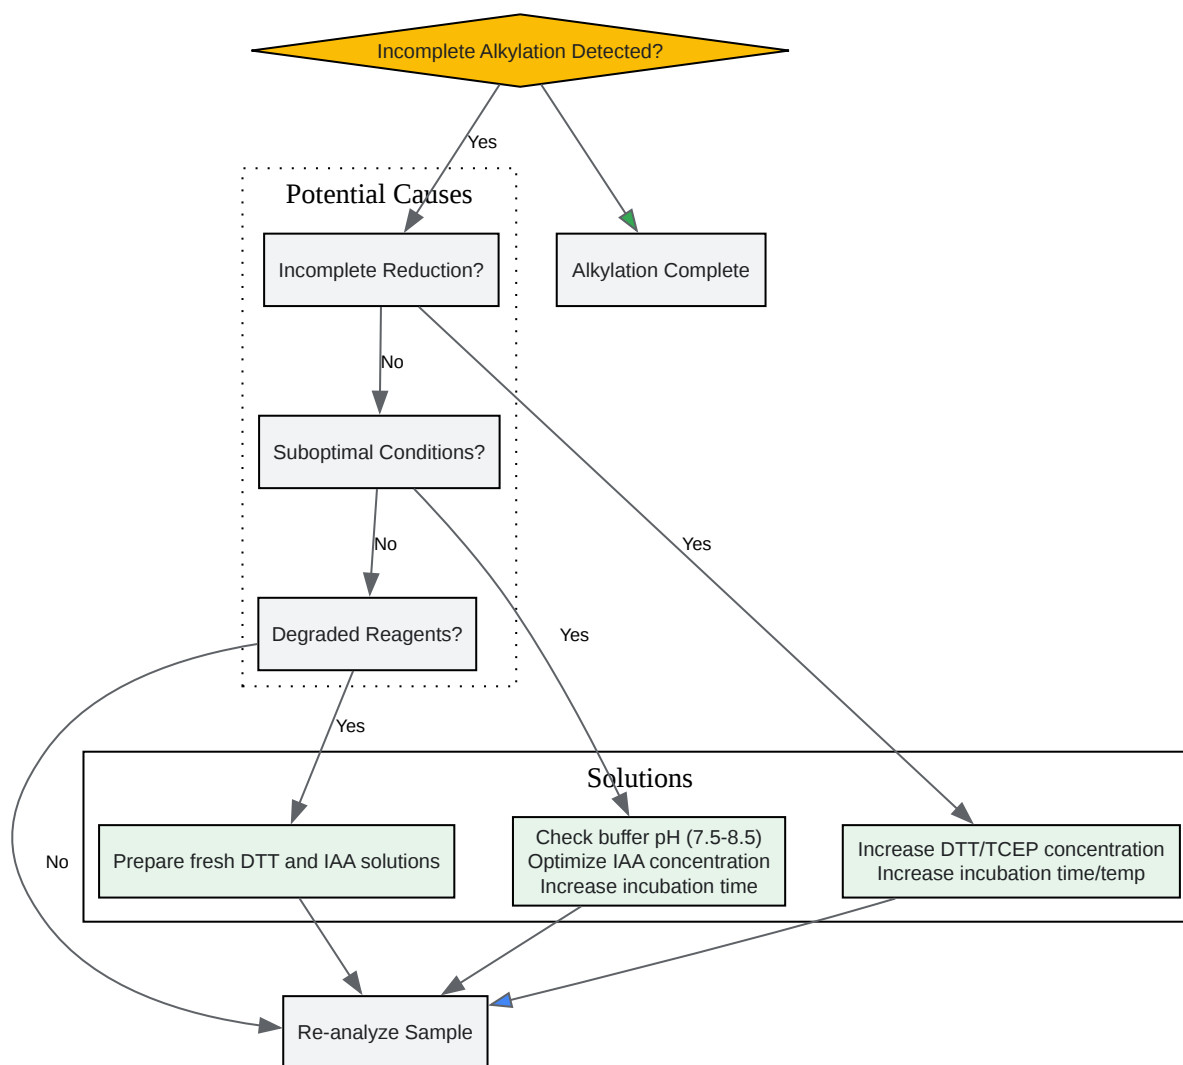 Incomplete Alkylation Detected?
Yes
Potential Causes
Incomplete Reduction?
Alkylation Complete
No
Suboptimal Conditions?
No
Yes
Degraded Reagents?
Yes
Yes
Solutions
Prepare fresh DTT and IAA solutions
Check buffer pH (7.5-8.5)
Optimize IAA concentration
Increase incubation time
Increase DTT/TCEP concentration
Increase incubation time/temp
No
Re-analyze Sample